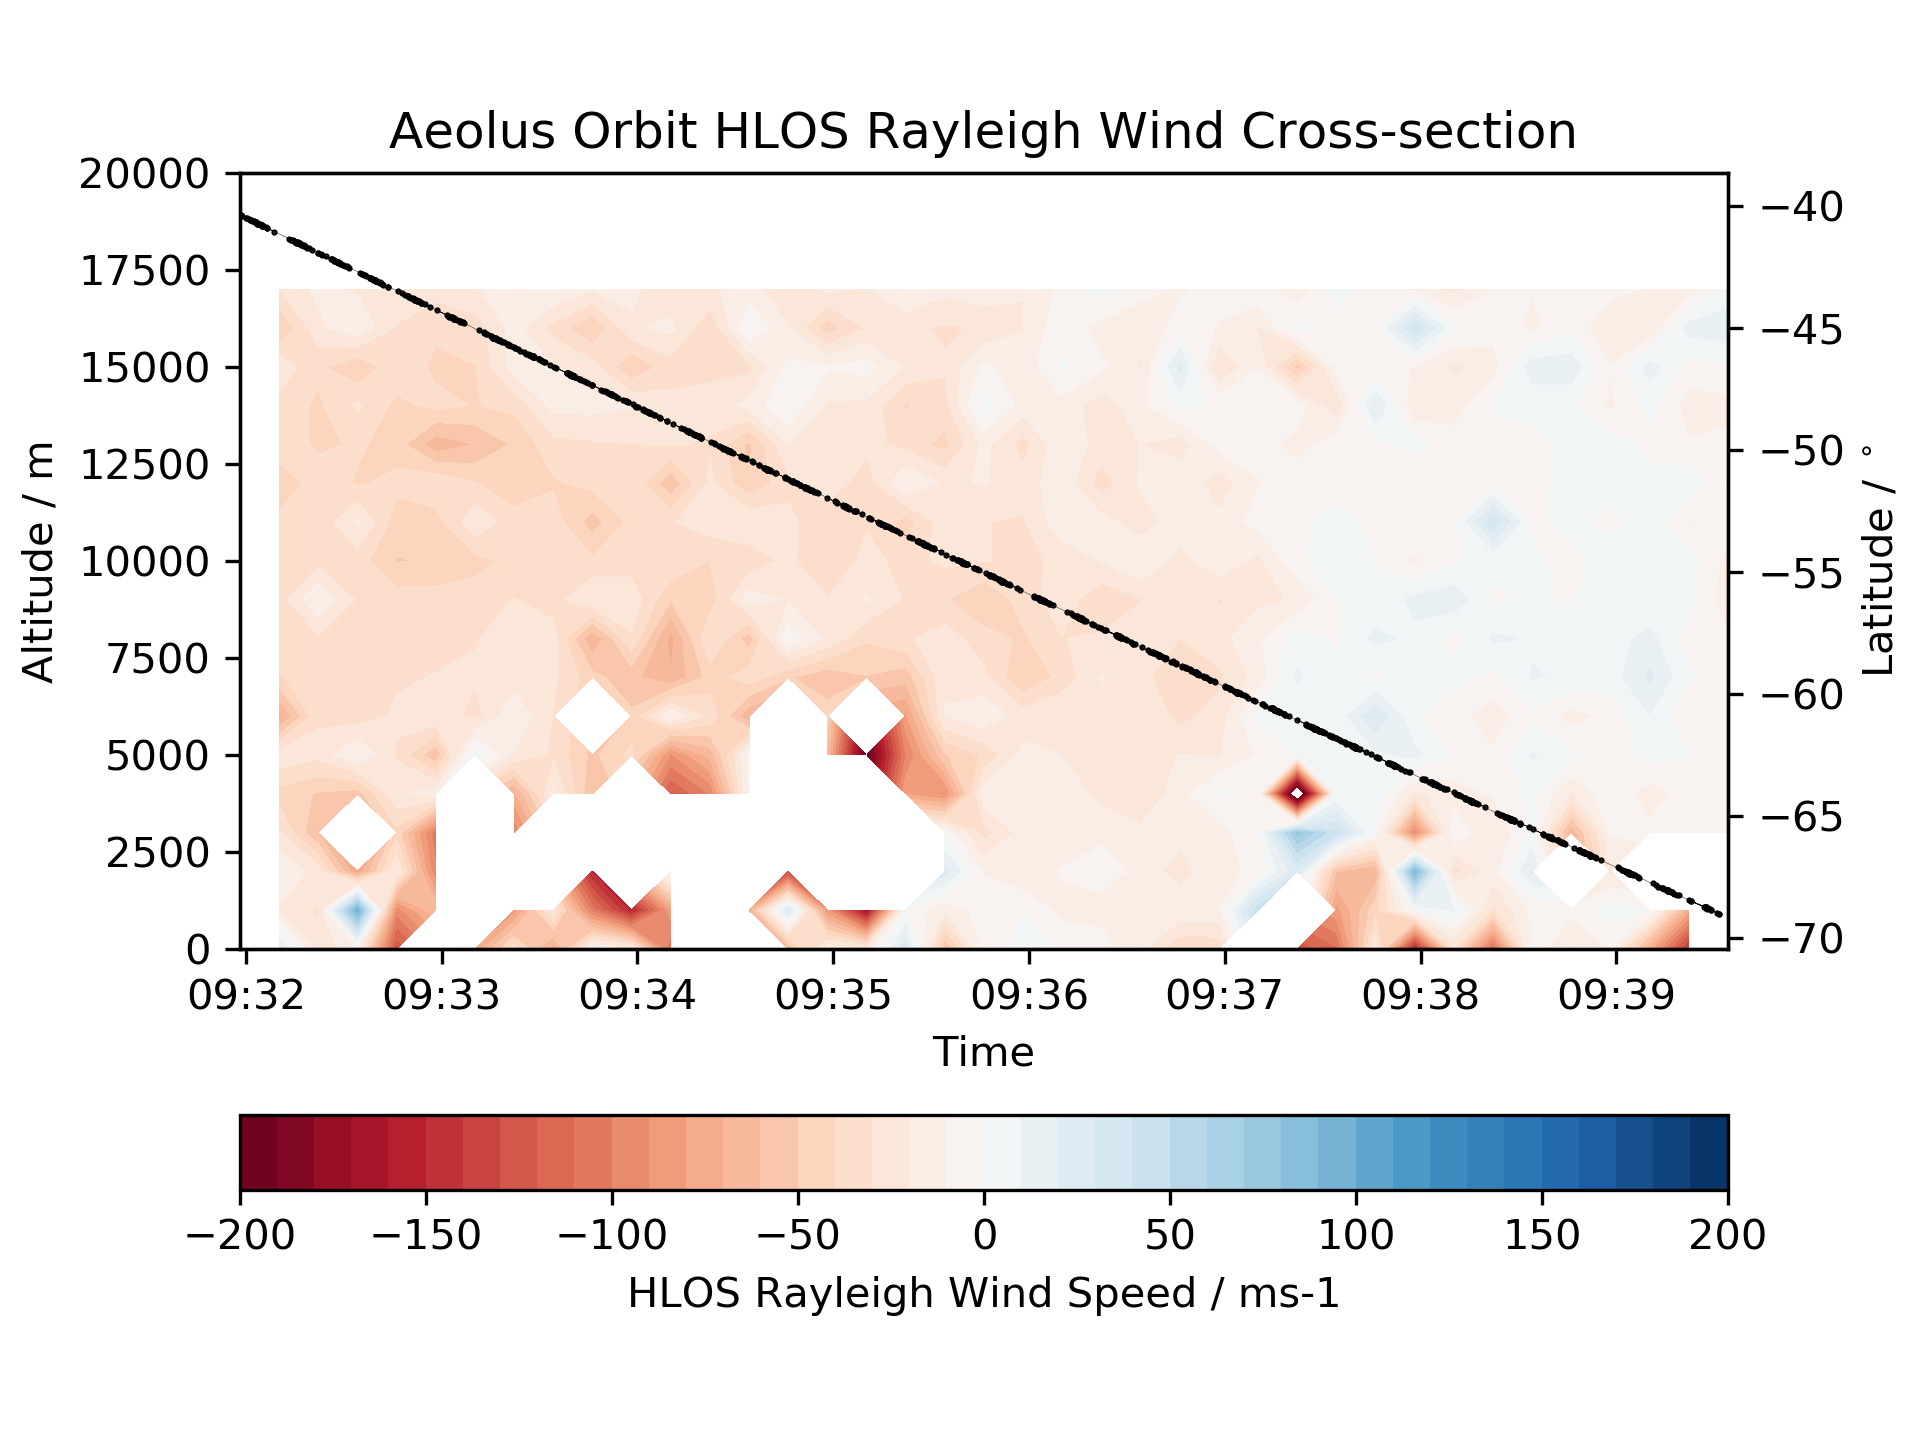 Aeolus Orbit HLOS Rayleigh Wind Cross-section
20000
17500
15000
12500
10000
7500
5000
2500
0
Altitude / m
−40
−45
−50
−55
−60
−65
−70
Latitude / °
09:32 09:33 09:34 09:35 09:36 09:37 09:38 09:39
Time
−200 −150 −100 −50 0 50 100 150 200
HLOS Rayleigh Wind Speed / ms-1